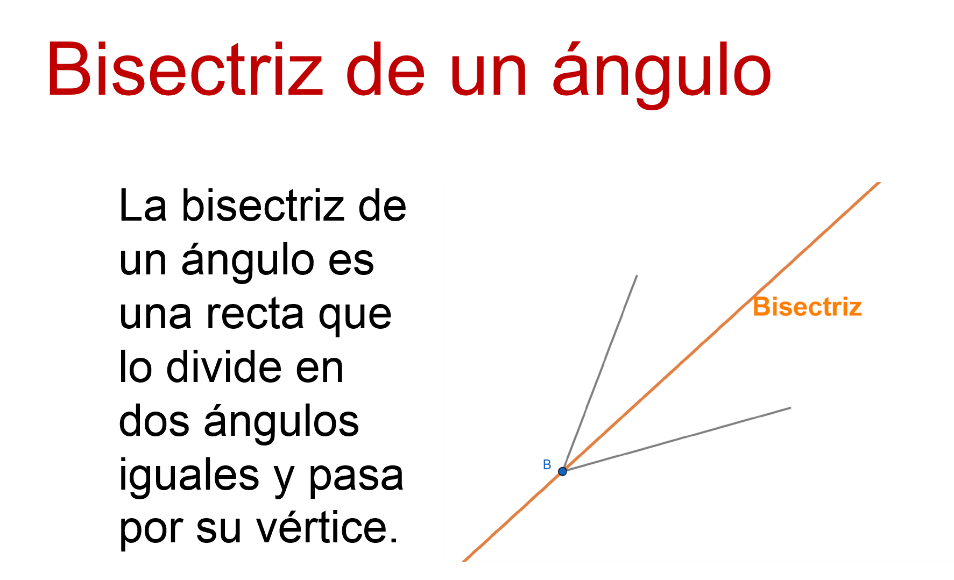 Bisectriz de un ángulo
La bisectriz de
un ángulo es
una recta que
lo divide en
dos ángulos
iguales y pasa
por su vértice.
Bisectriz
B